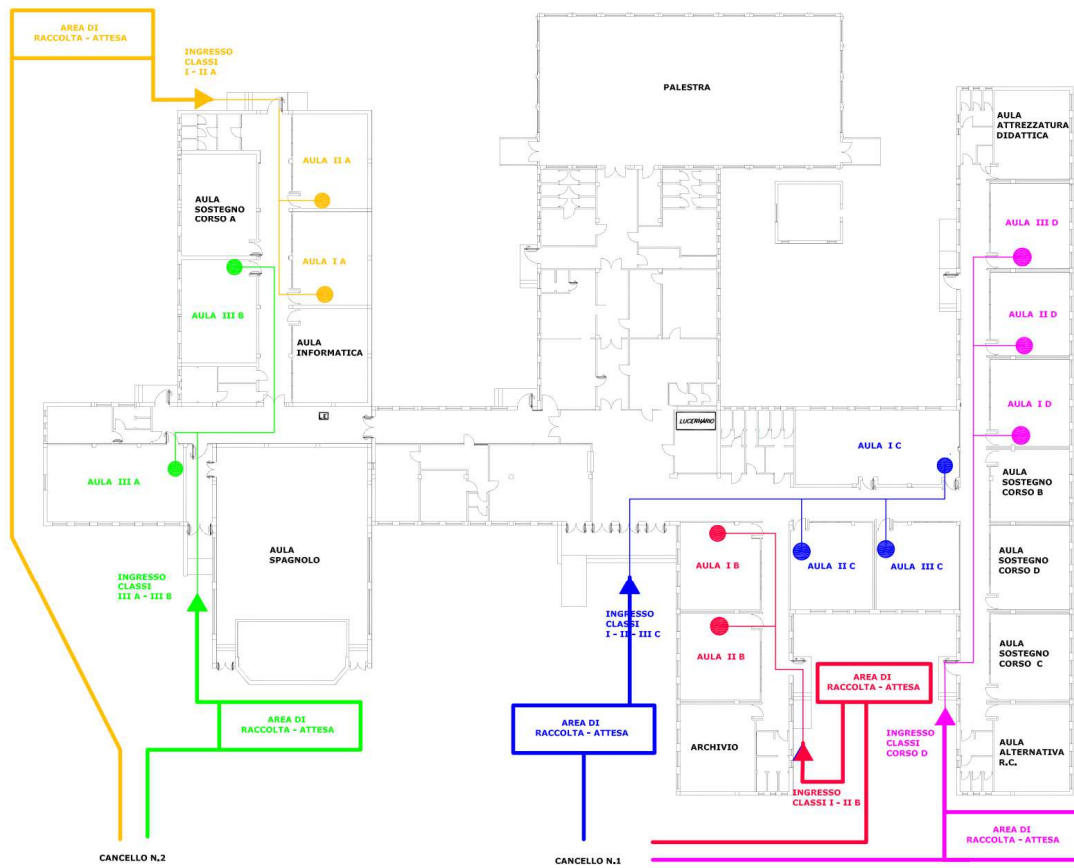 AREA DI
RACCOLTA - ATTESA
INGRESSO
CLASSI
I - II A
PALESTRA
AULA
ATTREZZATURA
DIDATTICA
AULA II A
AULA
SOSTEGNO
CORSO A
AULA III D
AULA I A
AULA III B
AULA II D
AULA
INFORMATICA
AULA I D
LE
LUCERNARIO
AULA I C
AULA III A
AULA
SOSTEGNO
CORSO B
AULA
SPAGNOLO
AULA I B
AULA II C
AULA III C
AULA
SOSTEGNO
CORSO D
INGRESSO
CLASSI
III A - III B
INGRESSO
CLASSI
I - II - III C
AULA II B
AULA
SOSTEGNO
CORSO C
AREA DI
RACCOLTA - ATTESA
AREA DI
RACCOLTA - ATTESA
AREA DI
RACCOLTA - ATTESA
ARCHIVIO
INGRESSO
CLASSI
CORSO D
AULA
ALTERNATIVA
R.C.
INGRESSO
CLASSI I - II B
AREA DI
RACCOLTA - ATTESA
CANCELLO N.2
CANCELLO N.1